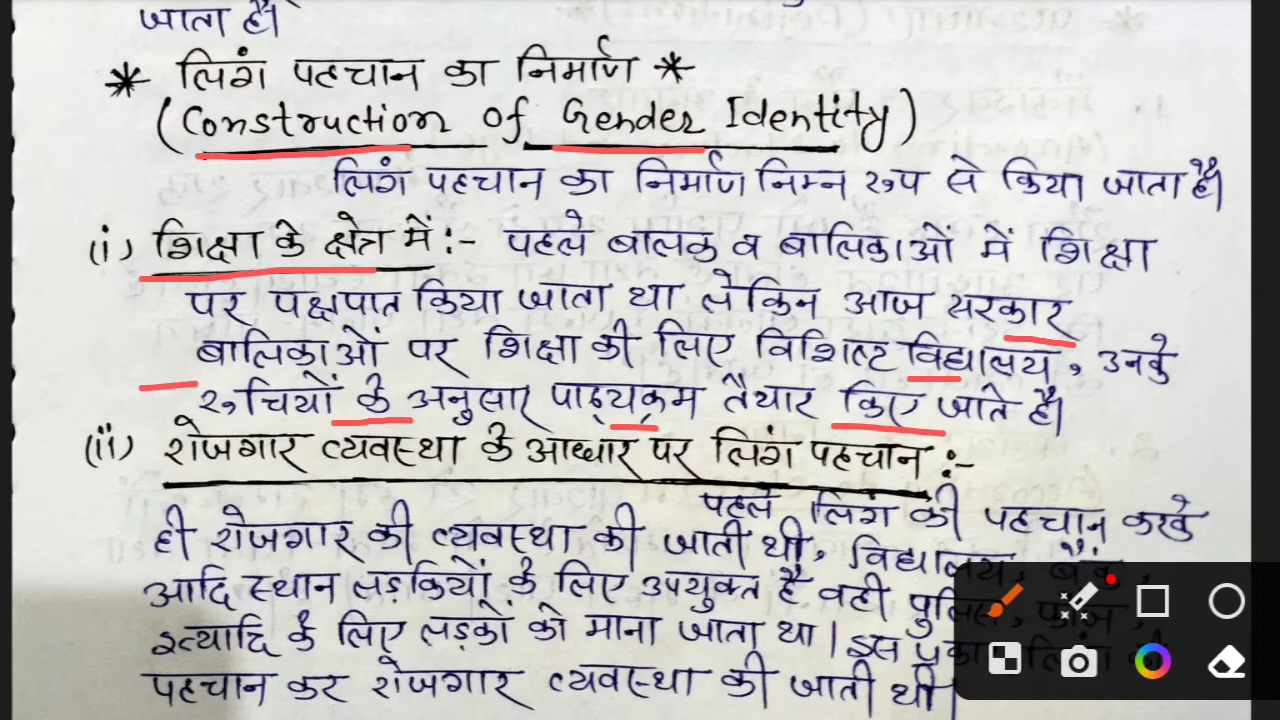 जाता है।
* लिंग पहचान का निर्माण *
(Construction of Gender Identity)
लिंग पहचान का निर्माण निम्न रूप से किया जाता है।
(i) शिक्षा के क्षेत्र में :- पहले बालक व बालिकाओं में शिक्षा
पर पक्षपात किया जाता था लेकिन आज सरकार
बालिकाओं पर शिक्षा की लिए विशिष्ट विद्यालय, उनके
रुचियों के अनुसार पाठ्यक्रम तैयार किए जाते है।
(ii) रोजगार व्यवस्था के आधार पर लिंग पहचान :-
पहले लिंग की पहचान करके
ही रोजगार की व्यवस्था की जाती थी, विद्यालय, बैंक,
आदि स्थान लड़कियों के लिए उपयुक्त है वही पुलिस, फौज,
इत्यादि के लिए लड़कों को माना जाता था। इस प्रकार लिंग की
पहचान कर रोजगार व्यवस्था की जाती थी।